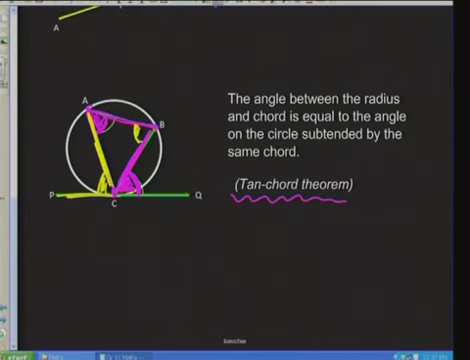 A
A
B
The angle between the radius
and chord is equal to the angle
on the circle subtended by the
same chord.
(Tan-chord theorem)
P
Q
C
start